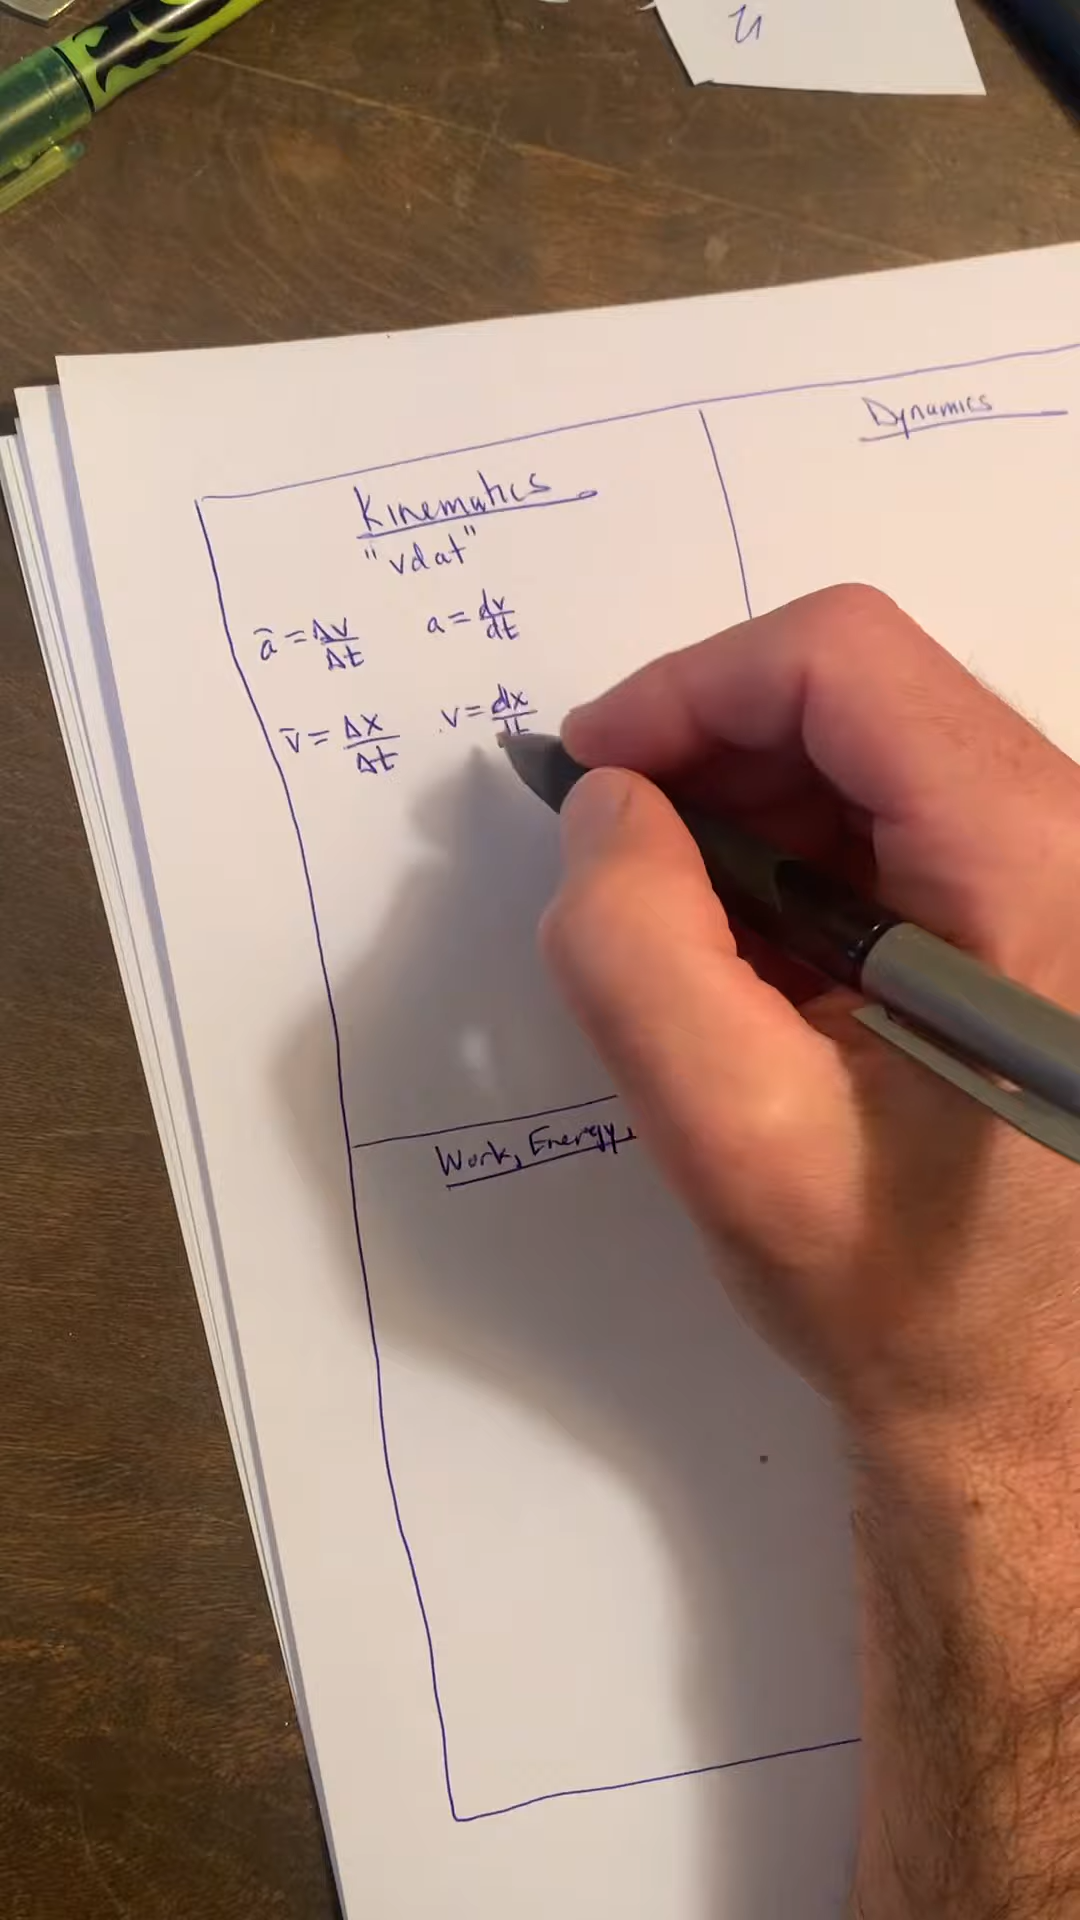 Dynamics
Kinematics
"vdat"
a̅ = Δv/Δt a = dv/dt
v̅ = Δx/Δt v = dx/dt
Work, Energy,